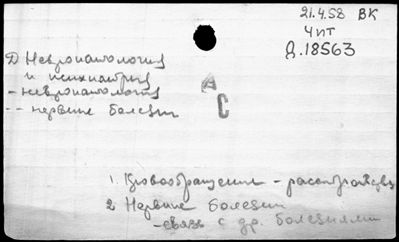 21.4.58 ВК
Чит
Д.18563
Д Невропатология
и психиатрия
- невропатология
-- нервные болезни
А
С
1. Кровообращение - расстройства
2 Нервные болезни
- связь с др. болезнями